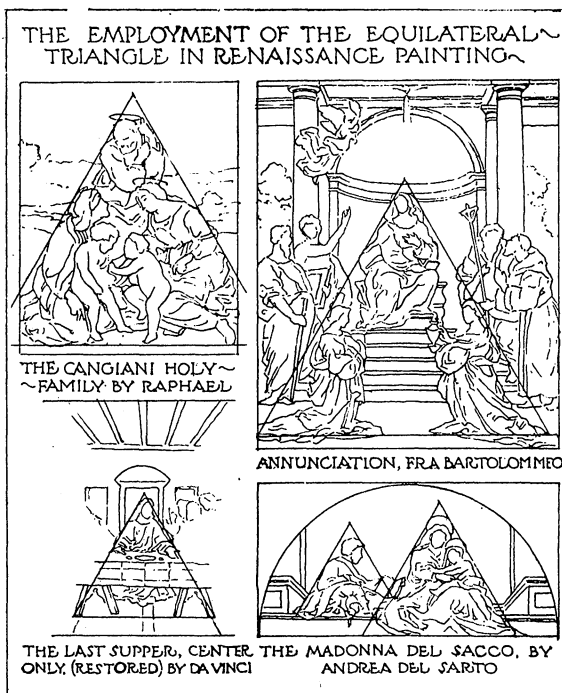 THE EMPLOYMENT OF THE EQUILATERAL~
TRIANGLE IN RENAISSANCE PAINTING~
THE CANGIANI HOLY~
~FAMILY· BY RAPHAEL
ANNUNCIATION, FRA BARTOLOMMEO
THE LAST SUPPER, CENTER
ONLY, (RESTORED) BY DA VINCI
THE MADONNA DEL SACCO, BY
ANDREA DEL SARTO